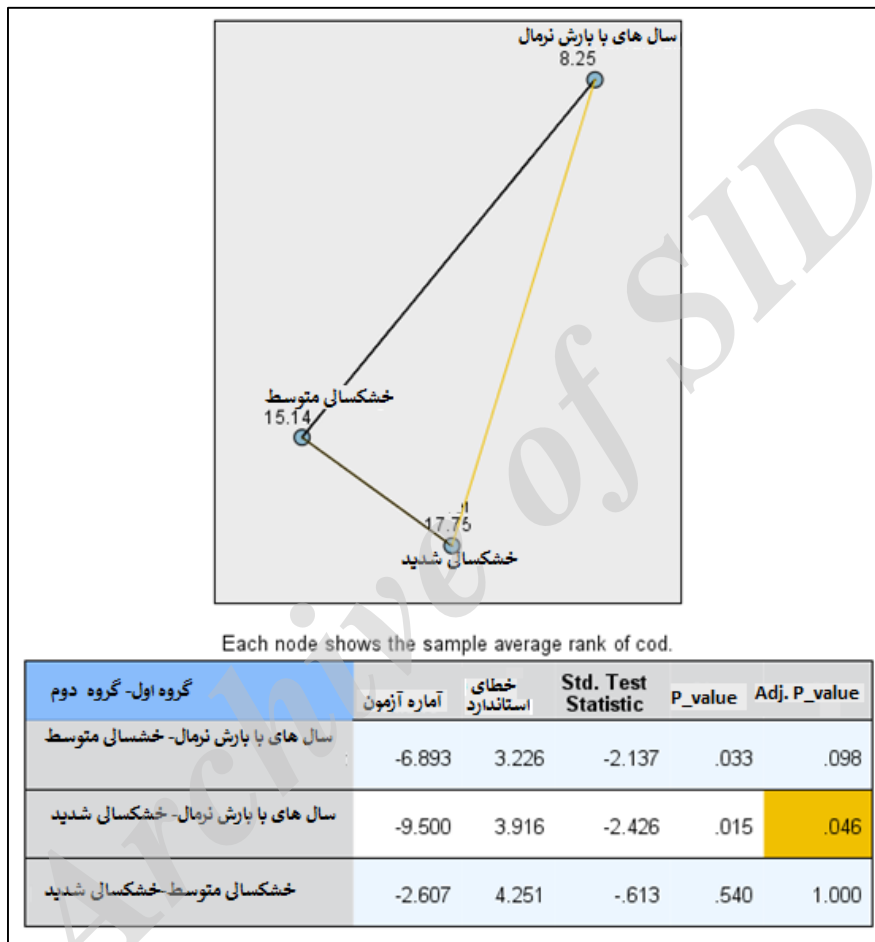 سال های با بارش نرمال
8.25
خشکسالی متوسط
15.14
17.75
خشکسالی شدید
Each node shows the sample average rank of cod.
گروه اول- گروه دوم آماره آزمون خطای استاندارد Std. Test Statistic P_value Adj. P_value
سال های با بارش نرمال- خشسالی متوسط -6.893 3.226 -2.137 .033 .098
سال های با بارش نرمال- خشکسالی شدید -9.500 3.916 -2.426 .015 .046
خشکسالی متوسط-خشکسالی شدید -2.607 4.251 -.613 .540 1.000
Archive of SID